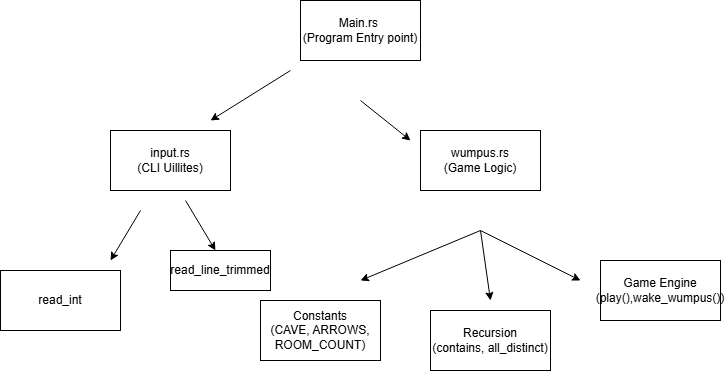 Main.rs
(Program Entry point)
input.rs
(CLI Uillites)
wumpus.rs
(Game Logic)
read_int
read_line_trimmed
Constants
(CAVE, ARROWS,
ROOM_COUNT)
Recursion
(contains, all_distinct)
Game Engine
(play(),wake_wumpus())